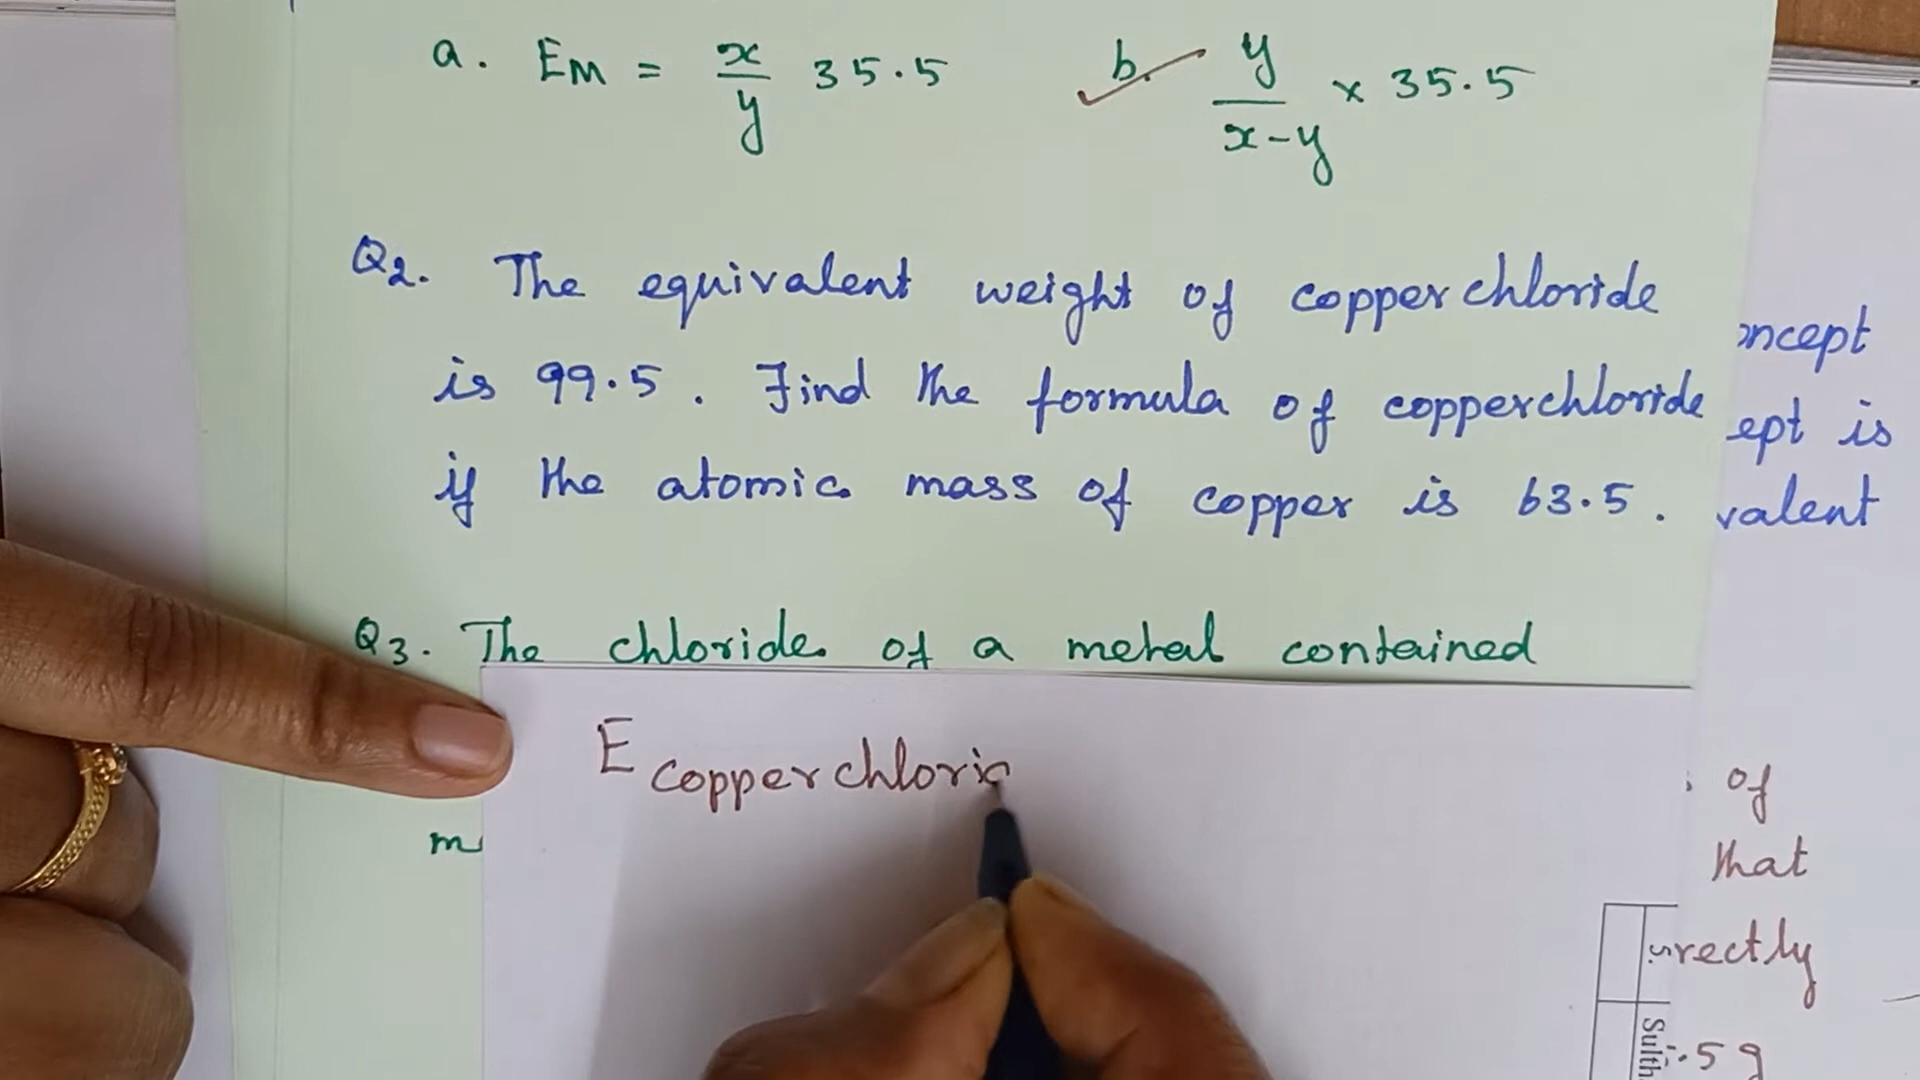 a. EM = x/y 35.5 b. y/x-y × 35.5
Q2. The equivalent weight of copperchloride
is 99.5. Find the formula of copperchloride
if the atomic mass of copper is 63.5.
Q3. The chloride of a metal contained
E copperchloric
m
oncept
ept is
valent
of
that
rectly
.5 g